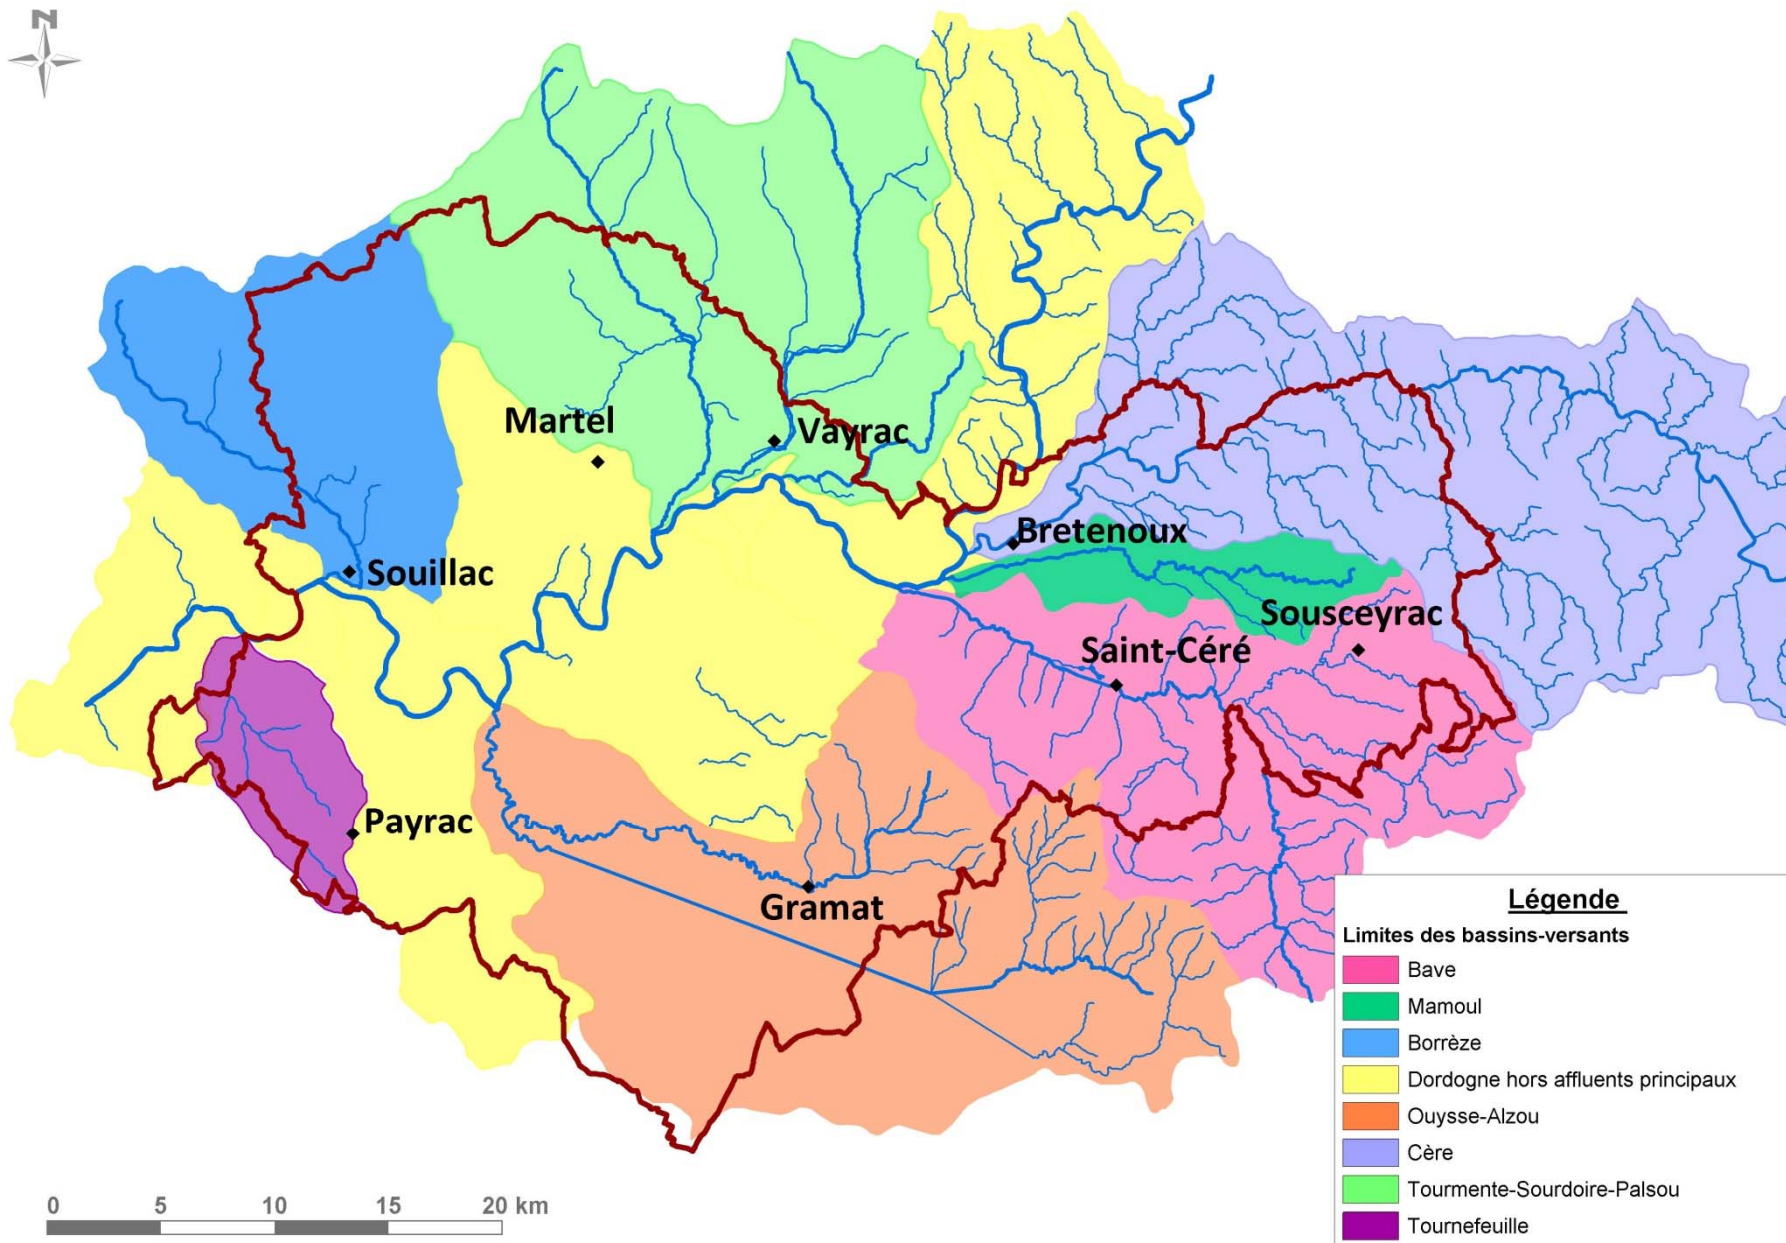 N
Martel
Vayrac
Bretenoux
Souillac
Sousceyrac
Saint-Céré
Payrac
Gramat
Légende
Limites des bassins-versants
Bave
Mamoul
Borrèze
Dordogne hors affluents principaux
Ouysse-Alzou
Cère
Tourmente-Sourdoire-Palsou
Tournefeuille
0 5 10 15 20 km